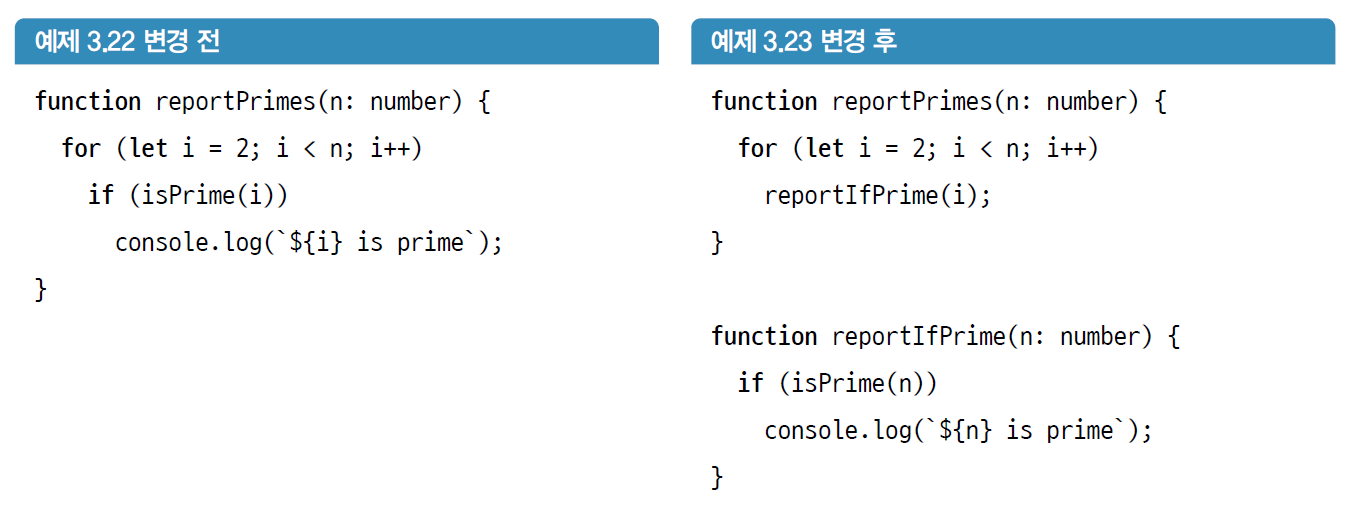 예제 3.22 변경 전
function reportPrimes(n: number) {
  for (let i = 2; i < n; i++)
    if (isPrime(i))
      console.log(`${i} is prime`);
}
예제 3.23 변경 후
function reportPrimes(n: number) {
  for (let i = 2; i < n; i++)
    reportIfPrime(i);
}
function reportIfPrime(n: number) {
  if (isPrime(n))
    console.log(`${n} is prime`);
}